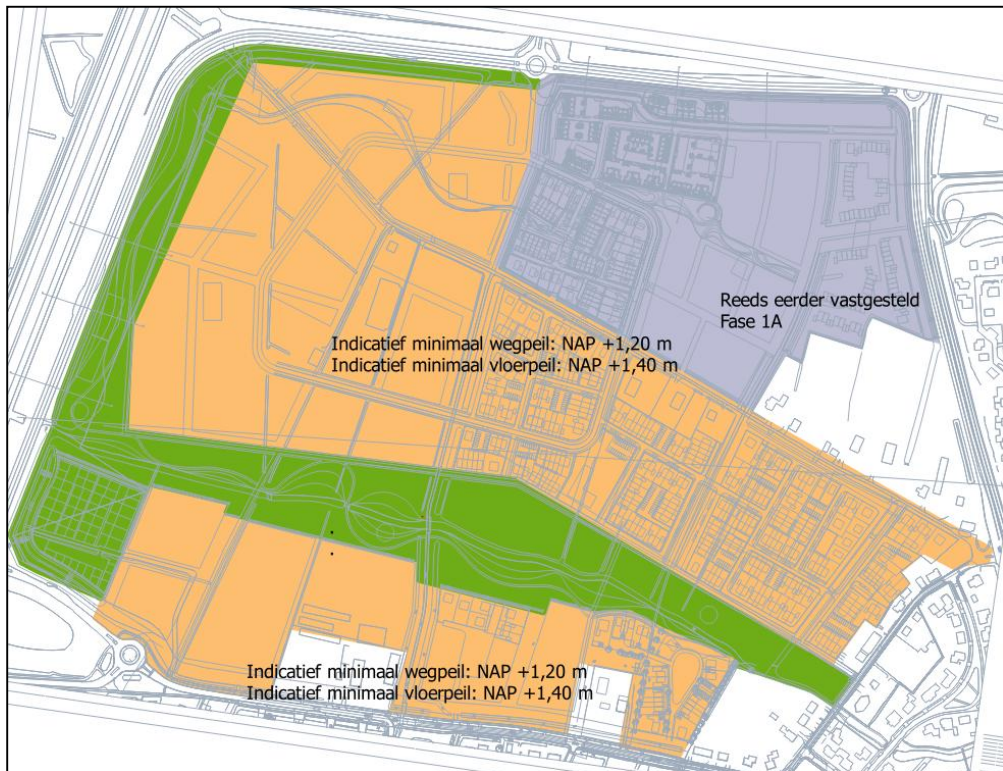 Reeds eerder vastgesteld
Fase 1A
Indicatief minimaal wegpeil: NAP +1,20 m
Indicatief minimaal vloerpeil: NAP +1,40 m
Indicatief minimaal wegpeil: NAP +1,20 m
Indicatief minimaal vloerpeil: NAP +1,40 m